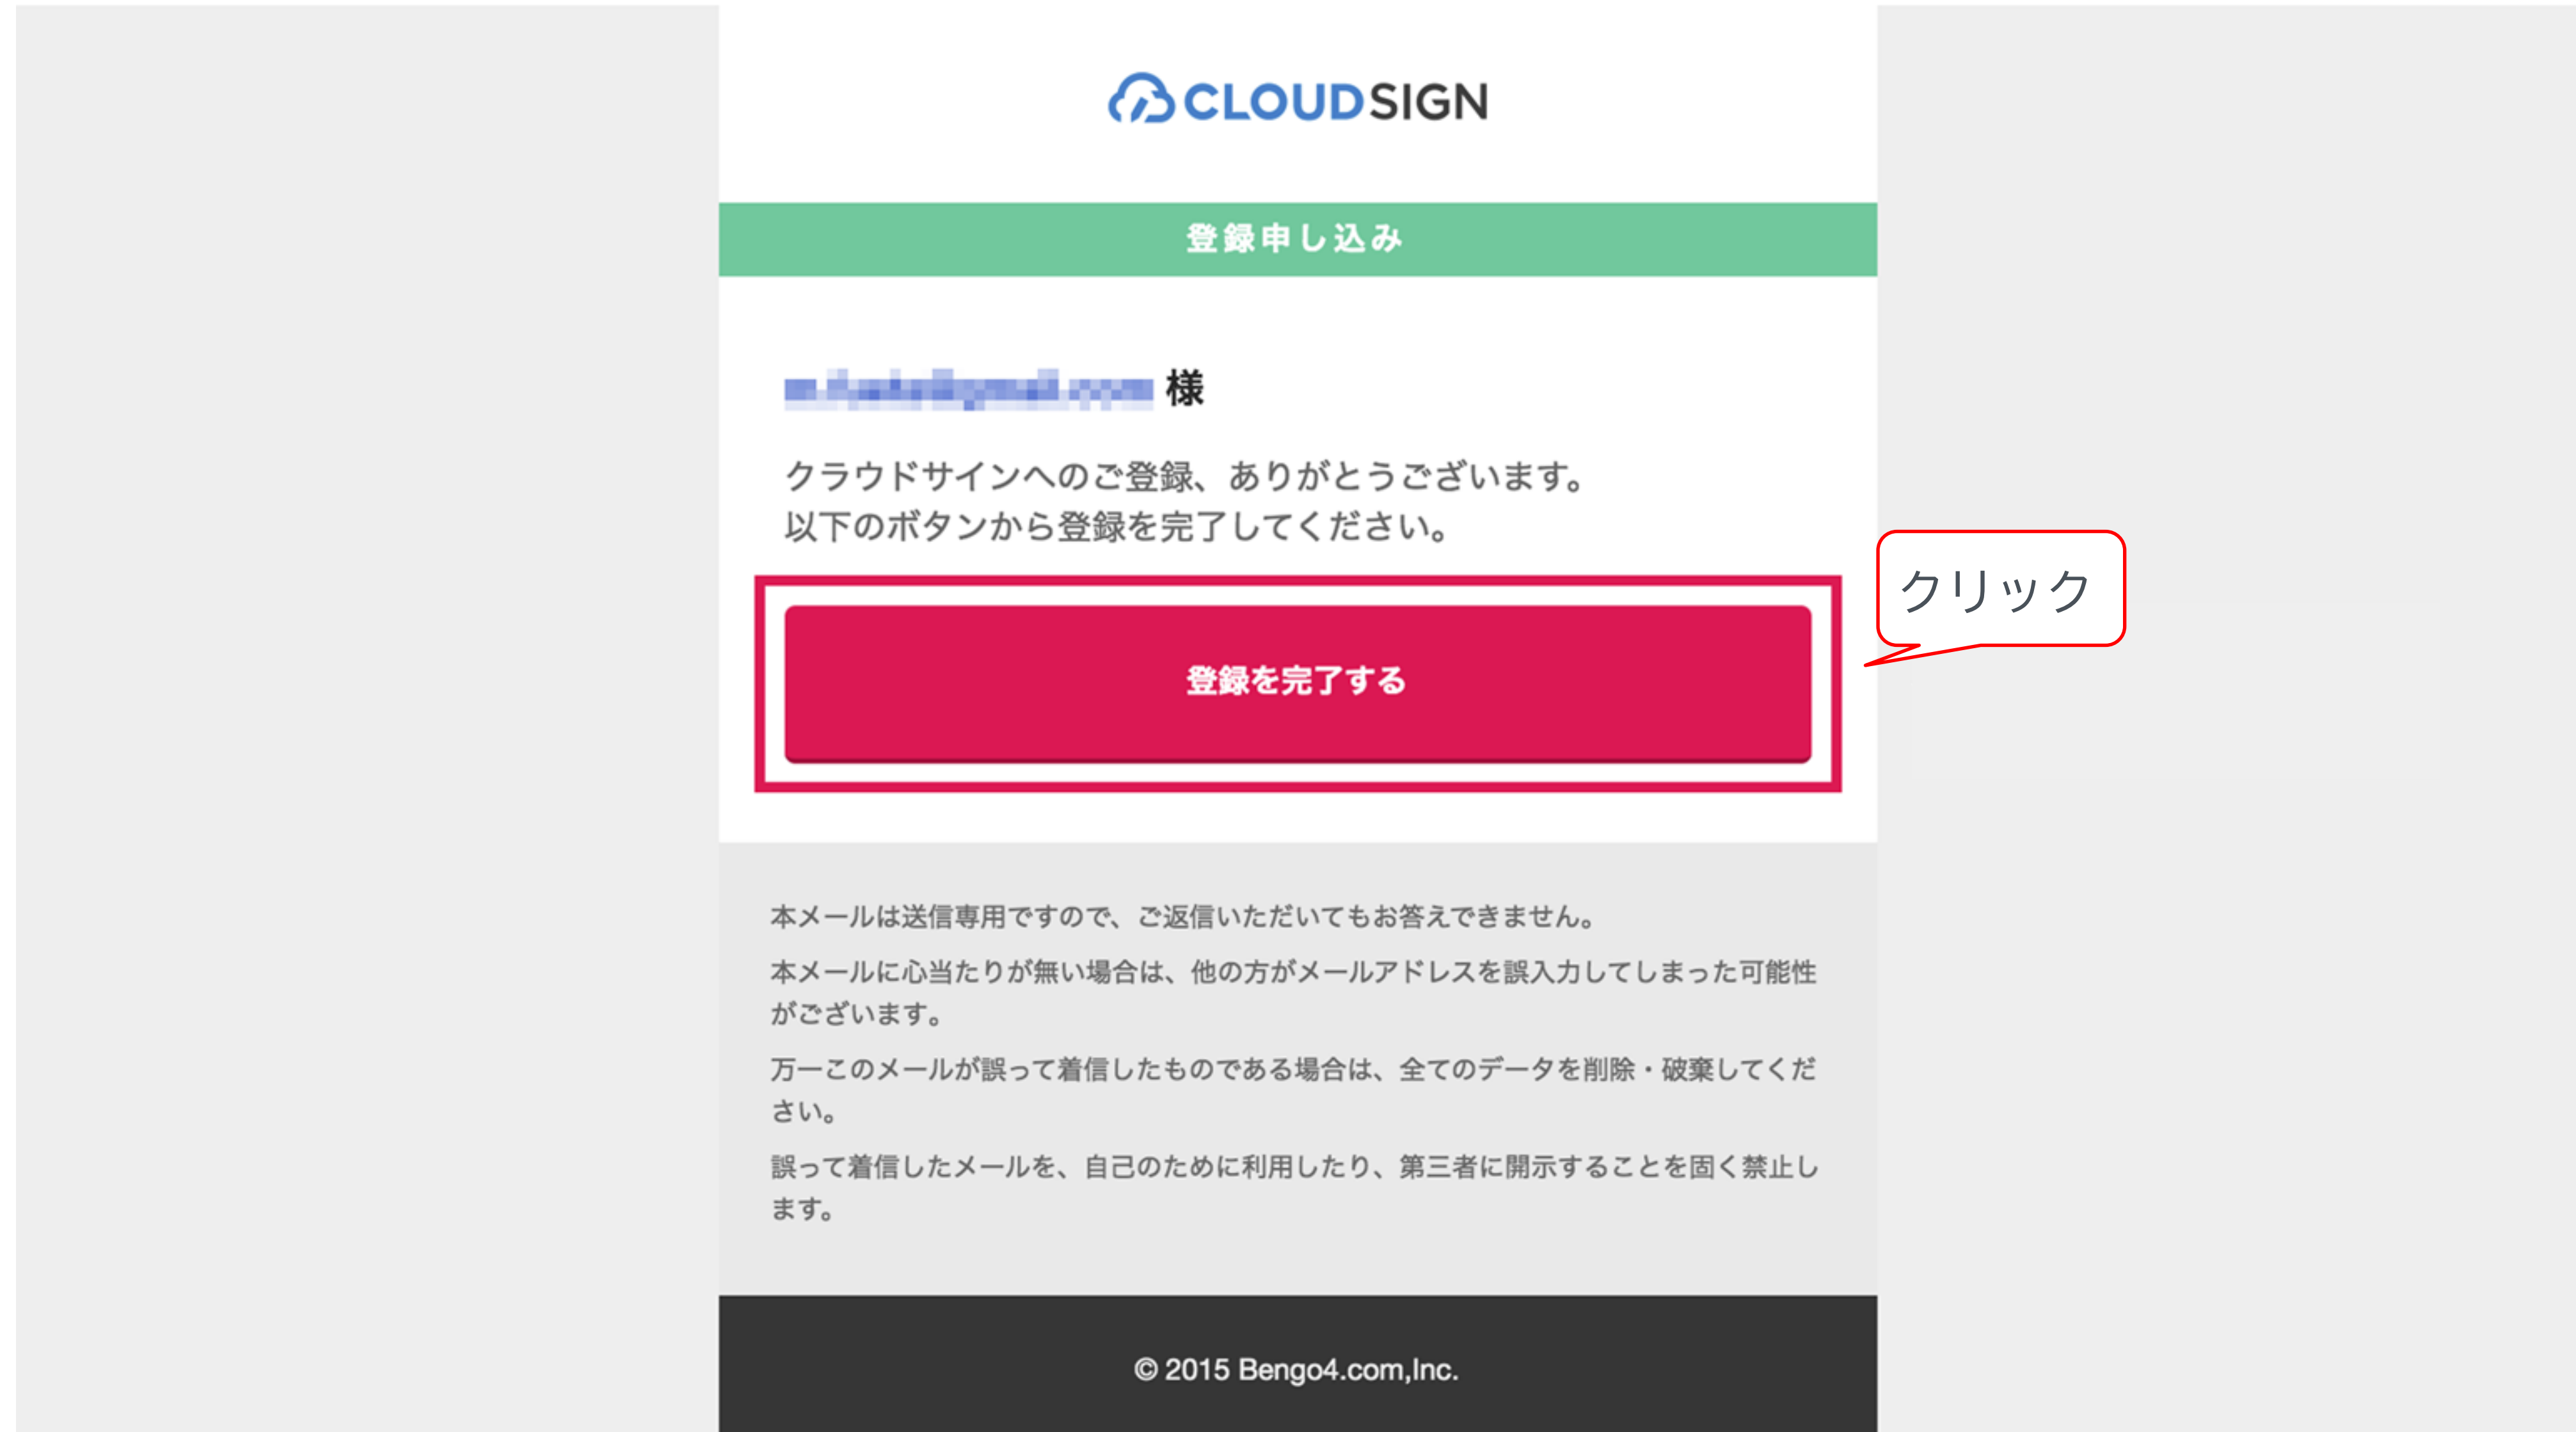 CLOUDSIGN
登録申し込み
様
クラウドサインへのご登録、ありがとうございます。
以下のボタンから登録を完了してください。
クリック
登録を完了する
本メールは送信専用ですので、ご返信いただいてもお答えできません。
本メールに心当たりが無い場合は、他の方がメールアドレスを誤入力してしまった可能性
がございます。
万一このメールが誤って着信したものである場合は、全てのデータを削除・破棄してくだ
さい。
誤って着信したメールを、自己のために利用したり、第三者に開示することを固く禁止し
ます。
© 2015 Bengo4.com,Inc.